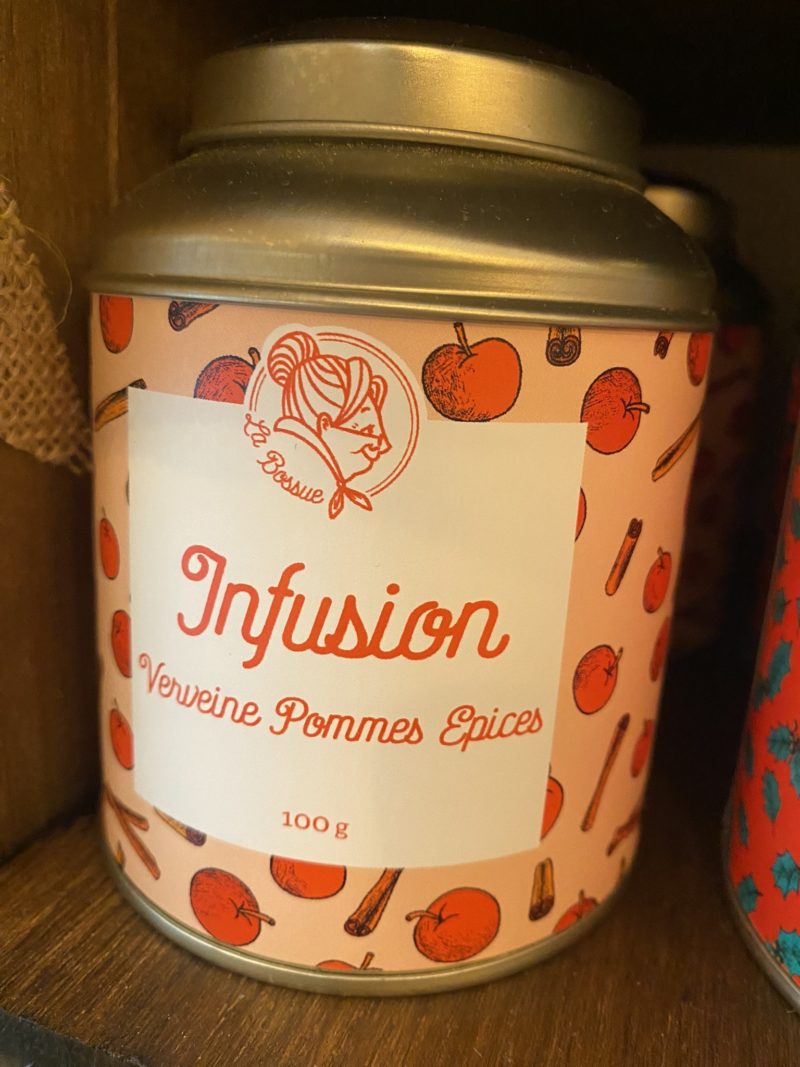 La Bossue
Infusion
Verveine Pommes Epices
100 g